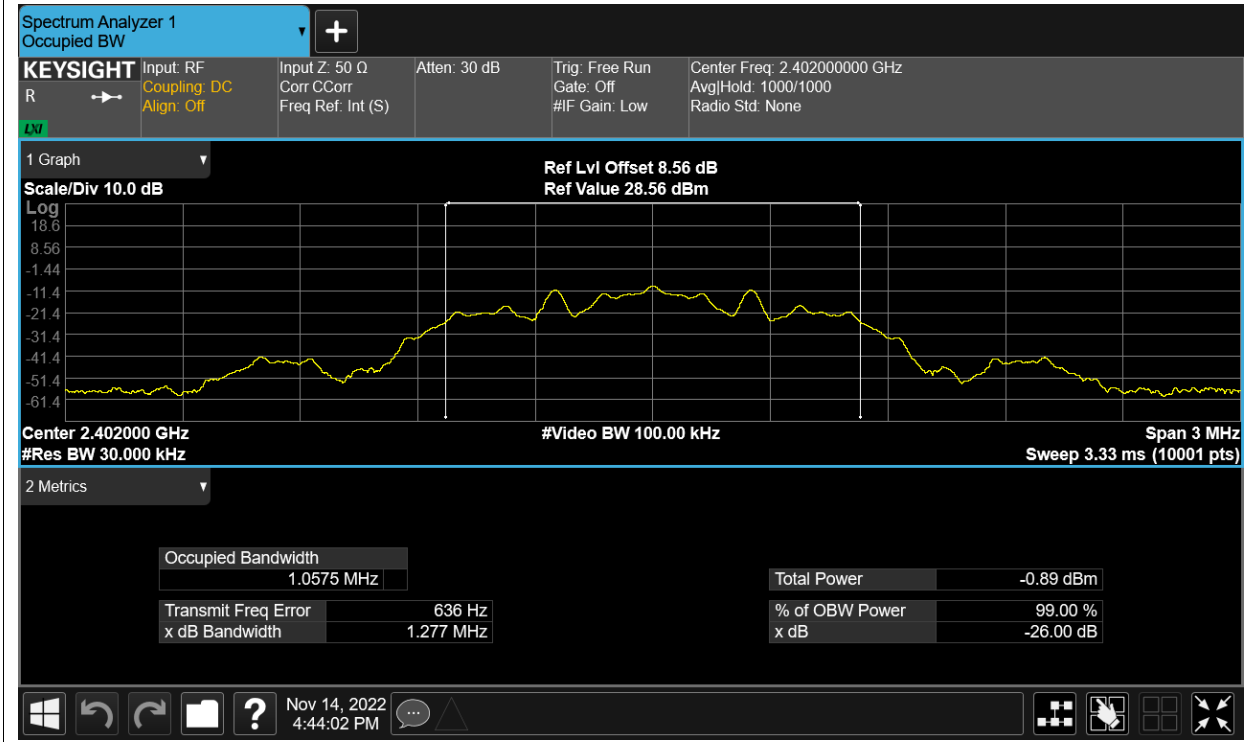 Spectrum Analyzer 1
Occupied BW
KEYSIGHT
R
LXI
Input: RF
Coupling: DC
Align: Off
Input Z: 50 Ω
Corr CCorr
Freq Ref: Int (S)
Atten: 30 dB
Trig: Free Run
Gate: Off
#IF Gain: Low
Center Freq: 2.402000000 GHz
Avg|Hold: 1000/1000
Radio Std: None
1 Graph
Scale/Div 10.0 dB
Ref Lvl Offset 8.56 dB
Ref Value 28.56 dBm
Log
18.6
8.56
-1.44
-11.4
-21.4
-31.4
-41.4
-51.4
-61.4
Center 2.402000 GHz
#Video BW 100.00 kHz
Span 3 MHz
#Res BW 30.000 kHz
Sweep 3.33 ms (10001 pts)
2 Metrics
Occupied Bandwidth
1.0575 MHz
Total Power -0.89 dBm
Transmit Freq Error 636 Hz
% of OBW Power 99.00 %
x dB Bandwidth 1.277 MHz
x dB -26.00 dB
?
Nov 14, 2022
4:44:02 PM